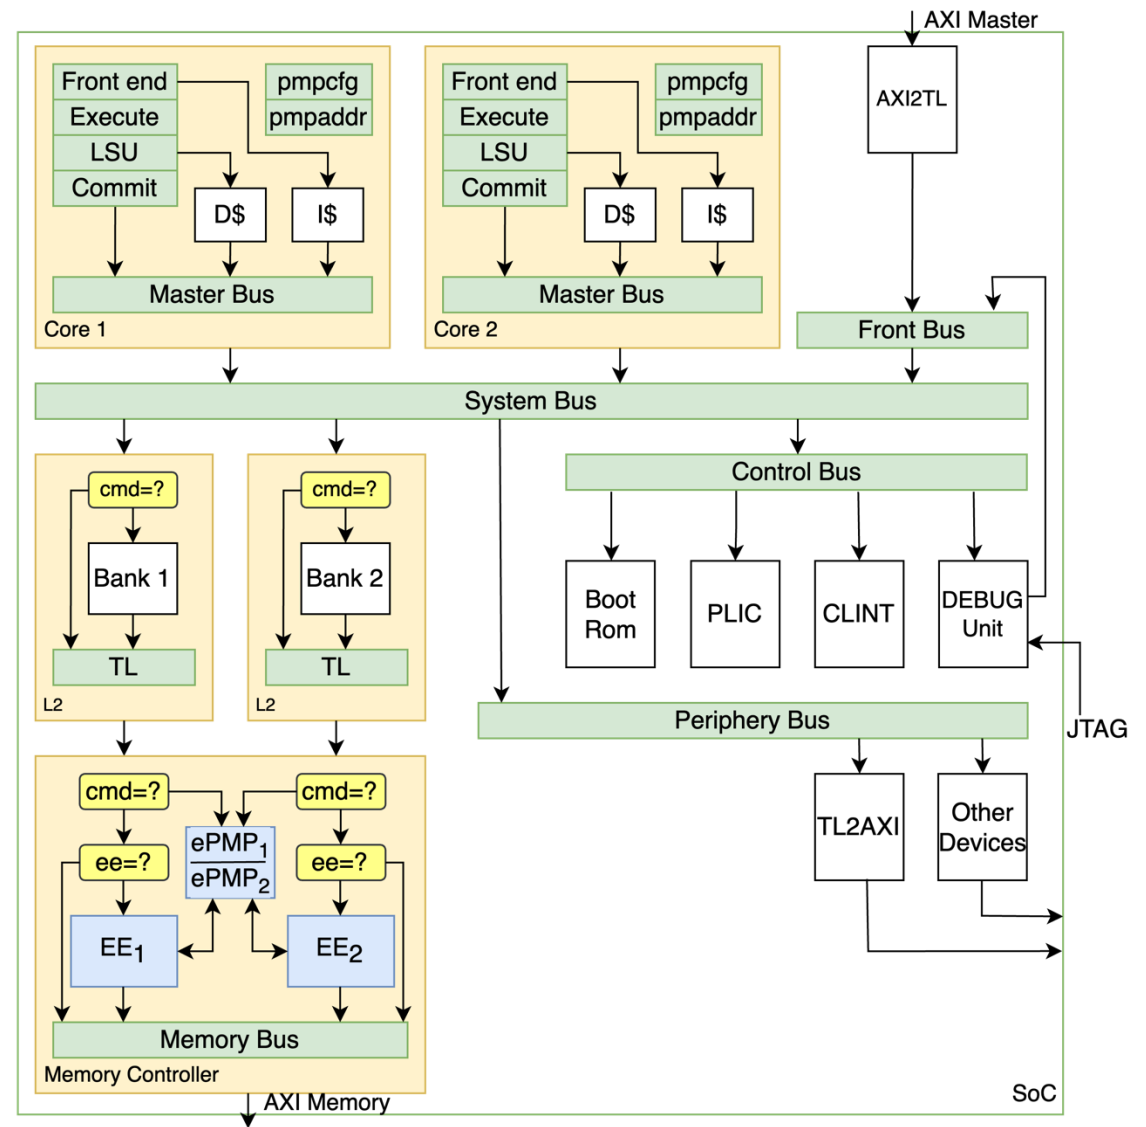 AXI Master
Front end
Execute
LSU
Commit
pmpcfg
pmpaddr
D$
I$
Master Bus
Core 1
Front end
Execute
LSU
Commit
pmpcfg
pmpaddr
D$
I$
Master Bus
Core 2
AXI2TL
Front Bus
System Bus
cmd=?
Bank 1
TL
L2
cmd=?
Bank 2
TL
L2
Control Bus
Boot
Rom
PLIC
CLINT
DEBUG
Unit
JTAG
Periphery Bus
TL2AXI
Other
Devices
cmd=?
cmd=?
ee=?
ePMP1
ePMP2
ee=?
EE1
EE2
Memory Bus
Memory Controller
AXI Memory
SoC